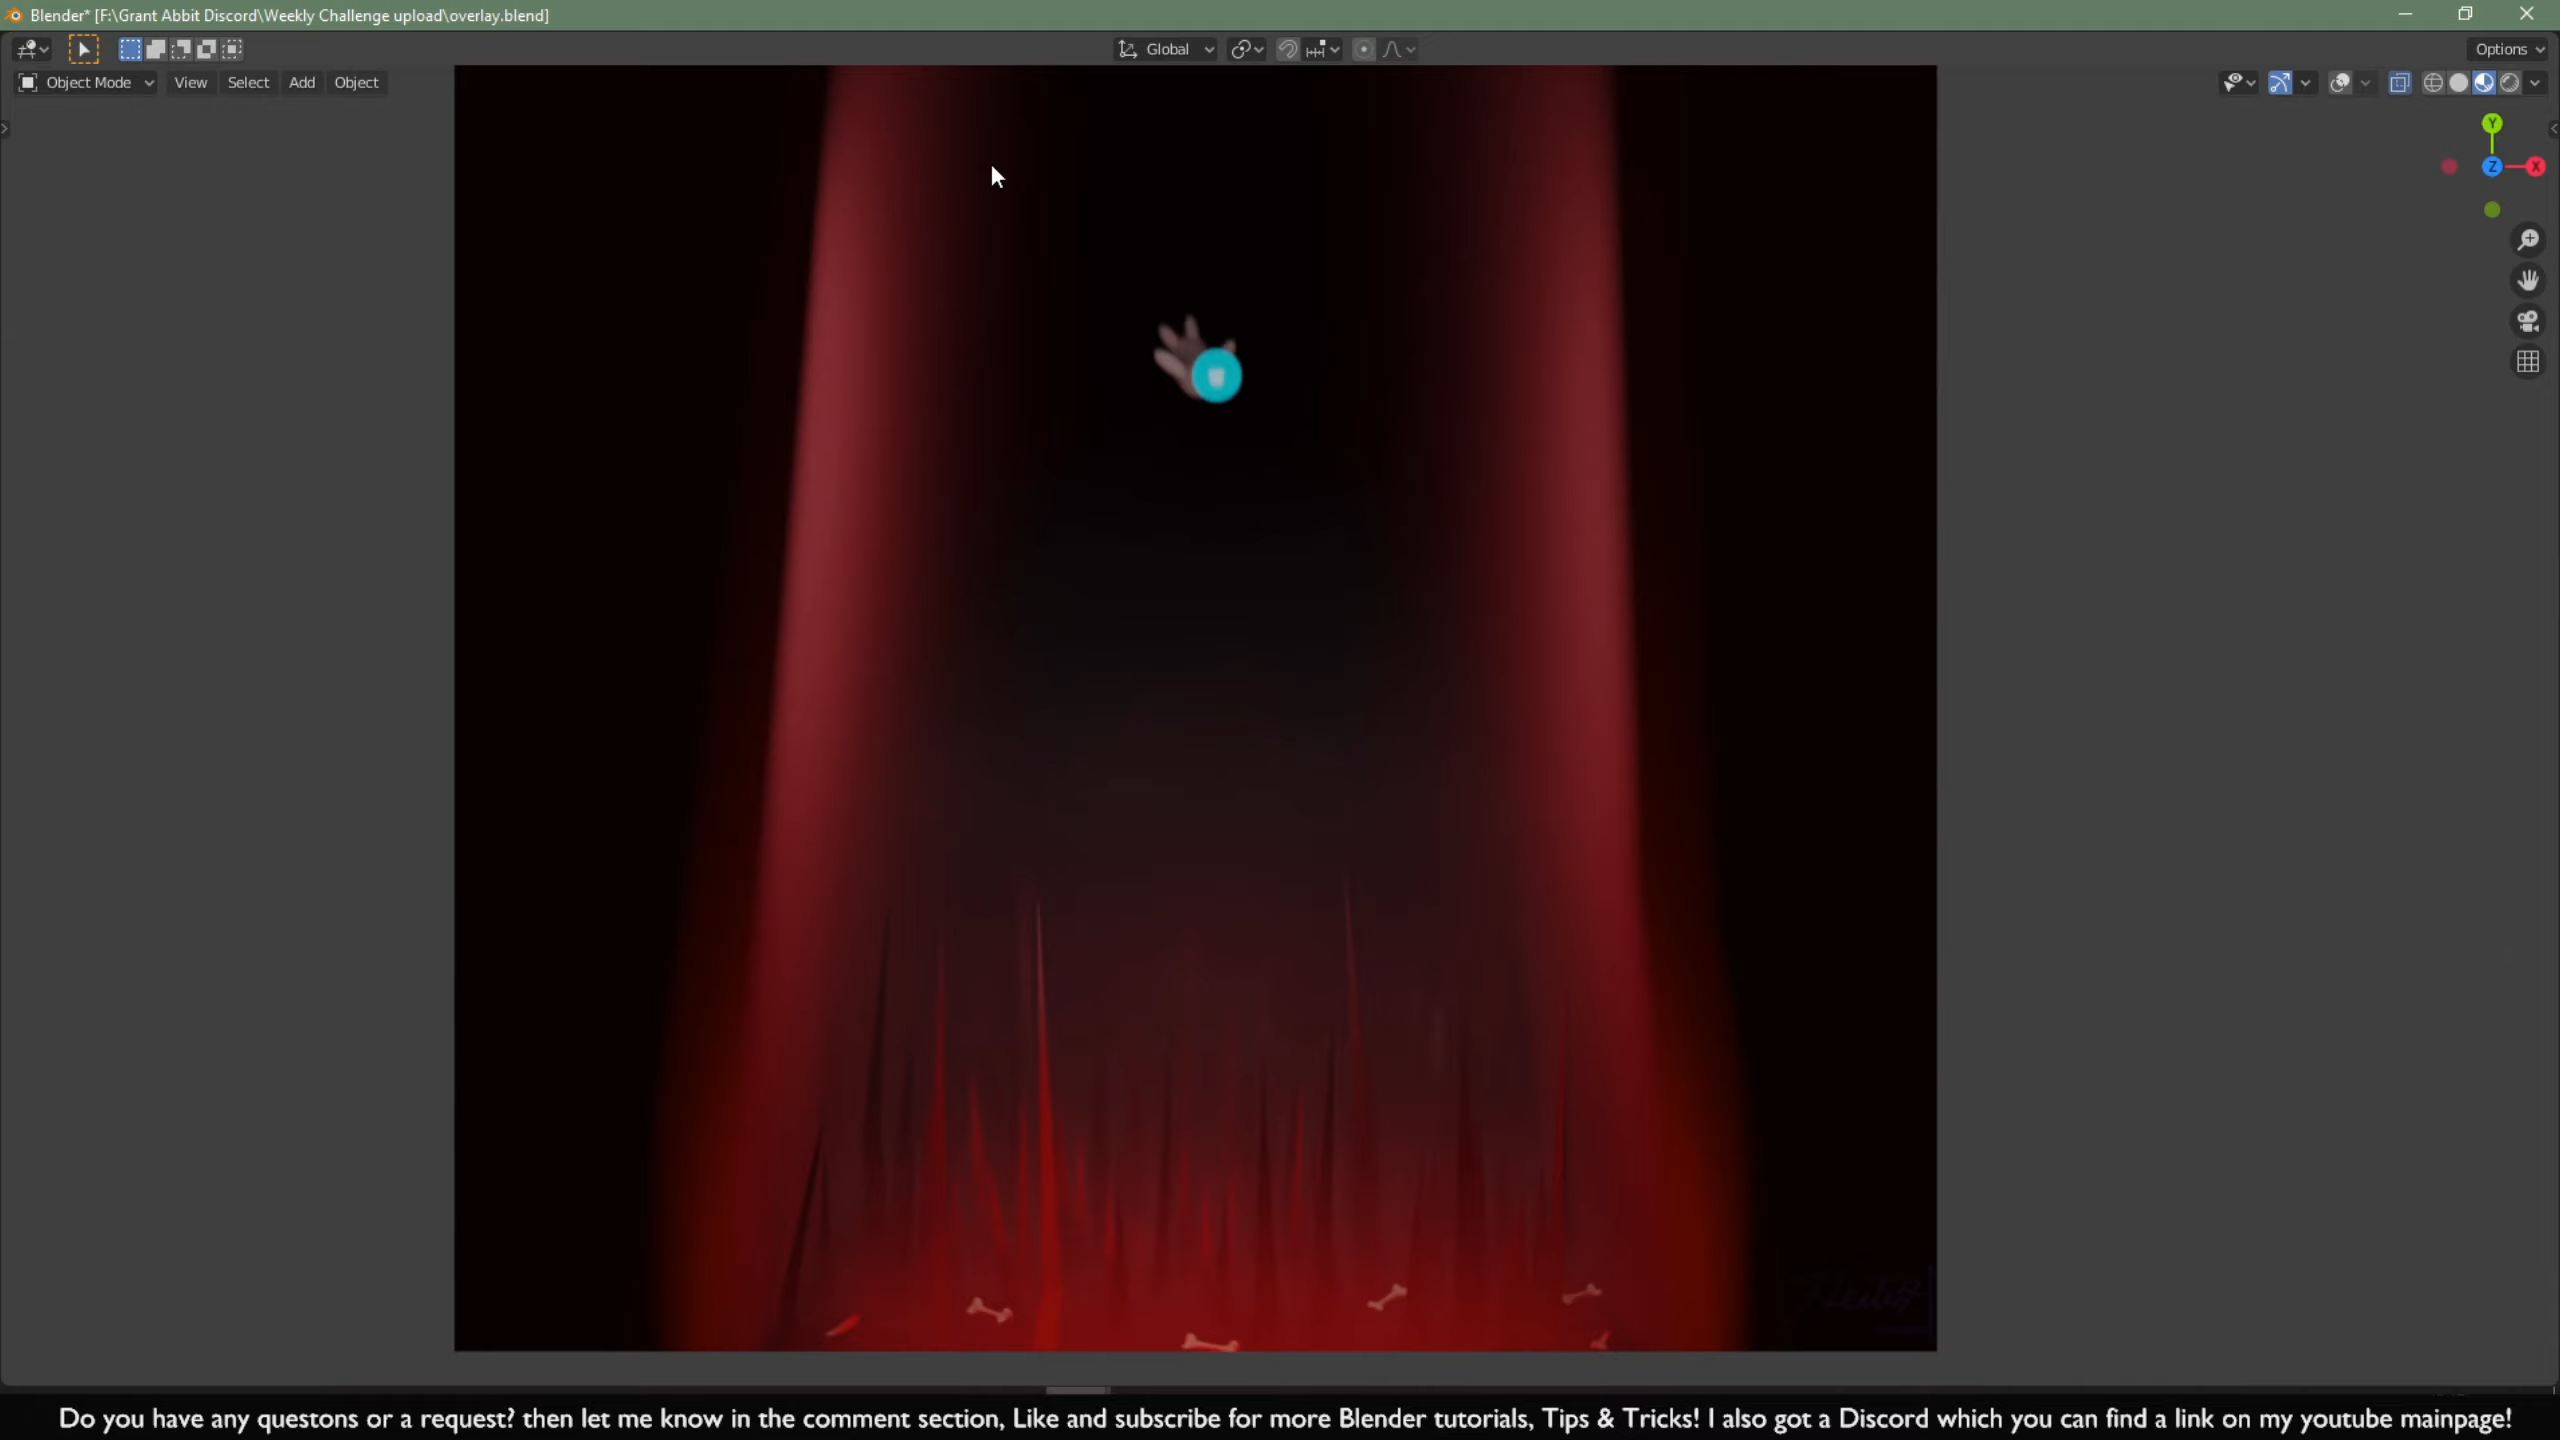 Blender* [F:\Grant Abbit Discord\Weekly Challenge upload\overlay.blend]
Global
Options
Object Mode View Select Add Object
Y
Z X
Do you have any questons or a request? then let me know in the comment section, Like and subscribe for more Blender tutorials, Tips & Tricks! I also got a Discord which you can find a link on my youtube mainpage!